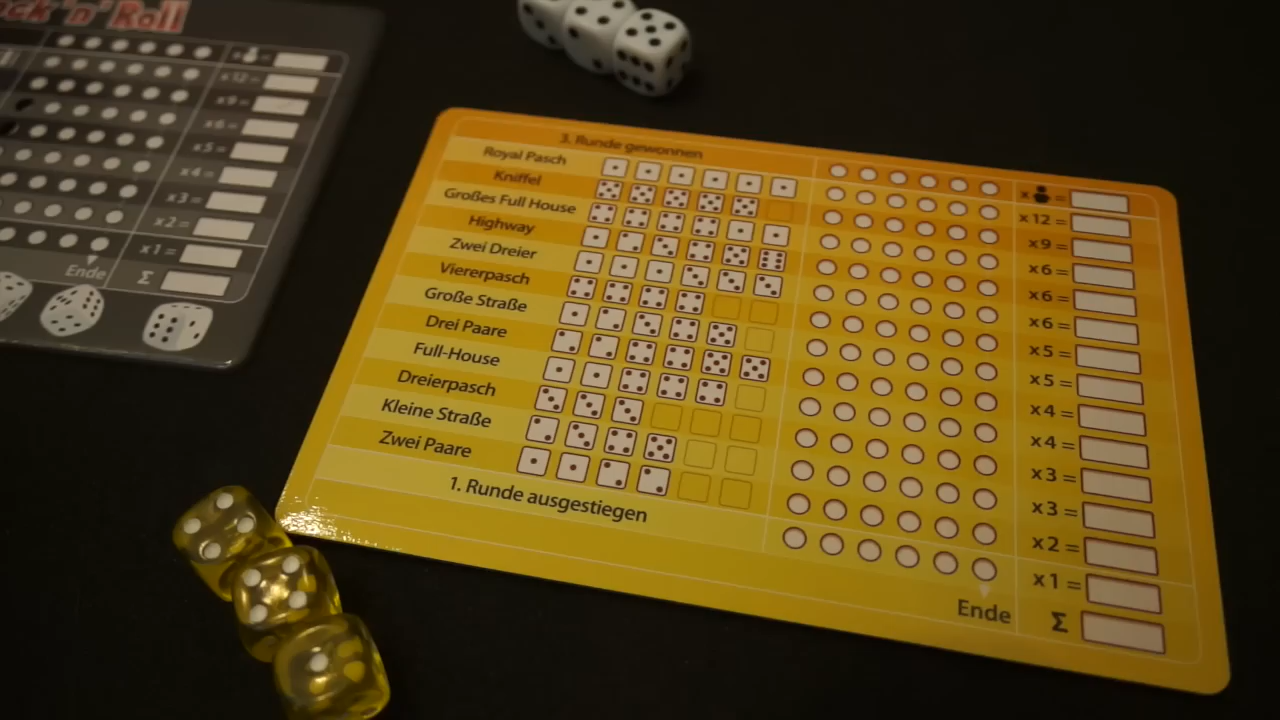 'n' Roll
x12 =
x9 =
x6 =
x5 =
x4 =
x3 =
x2 =
x1 =
Ende
Σ
3. Runde gewonnen
x =
Royal Pasch
x12 =
Kniffel
x9 =
Großes Full House
x6 =
Highway
x6 =
Zwei Dreier
x6 =
Viererpasch
x5 =
Große Straße
x5 =
Drei Paare
x4 =
Full-House
x4 =
Dreierpasch
x3 =
Kleine Straße
x3 =
Zwei Paare
x2 =
1. Runde ausgestiegen
x1 =
Ende
Σ